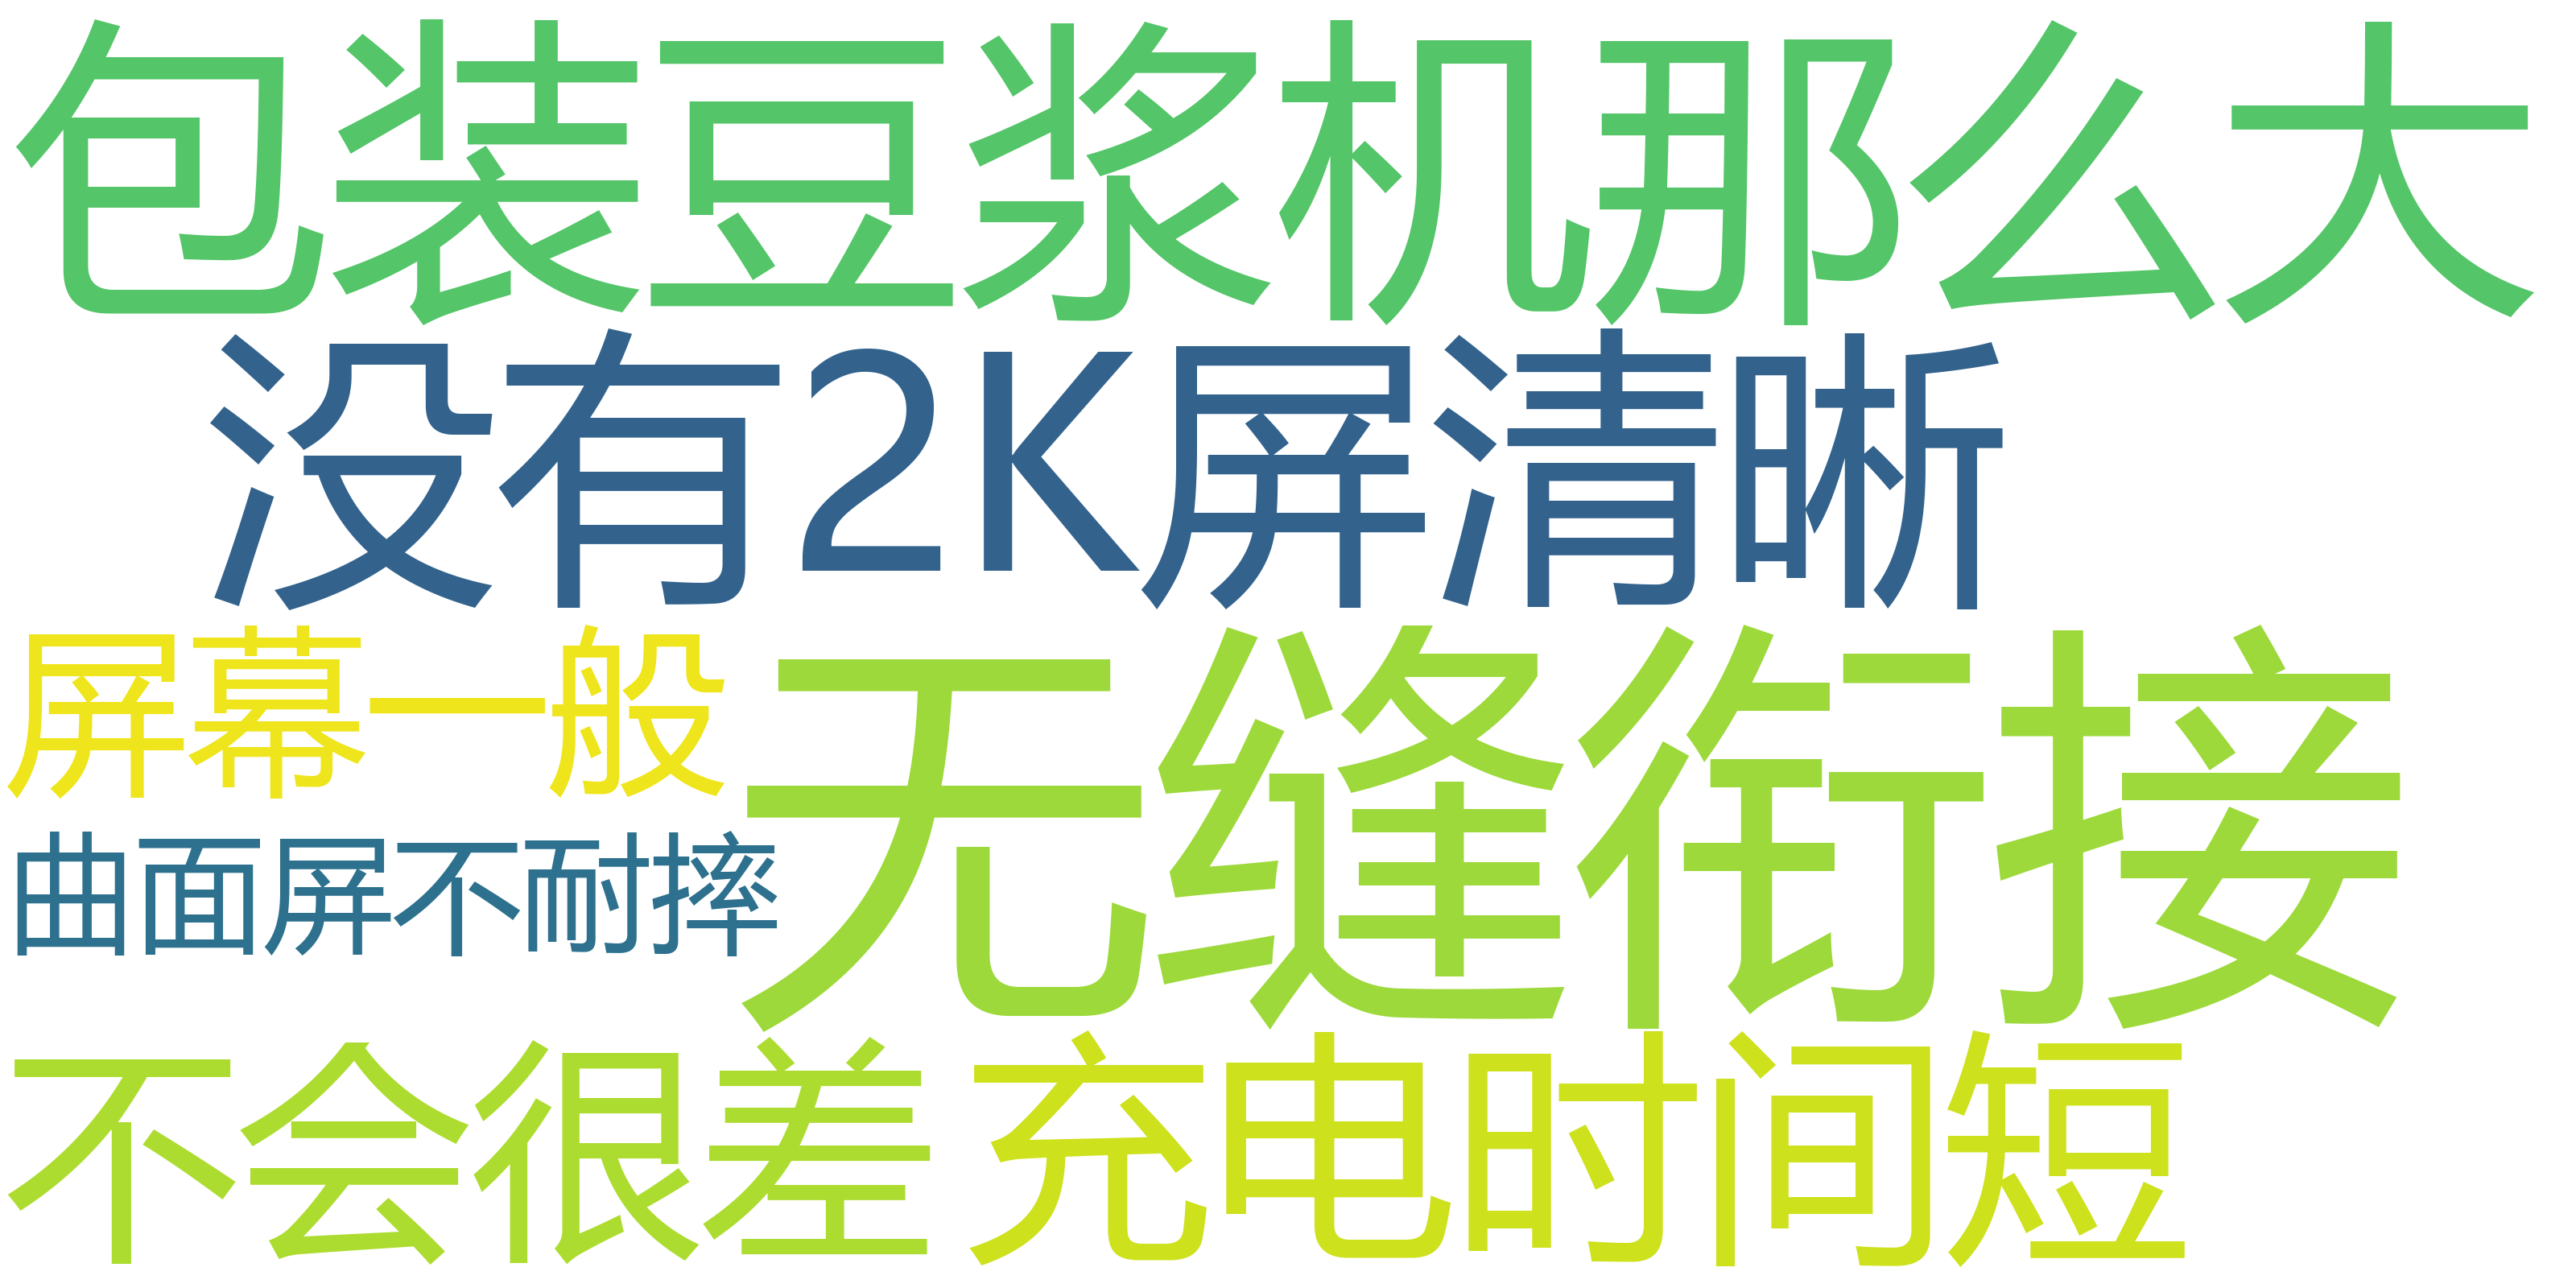 包装豆浆机那么大
没有2K屏清晰
屏幕一般
无缝衔接
曲面屏不耐摔
不会很差
充电时间短